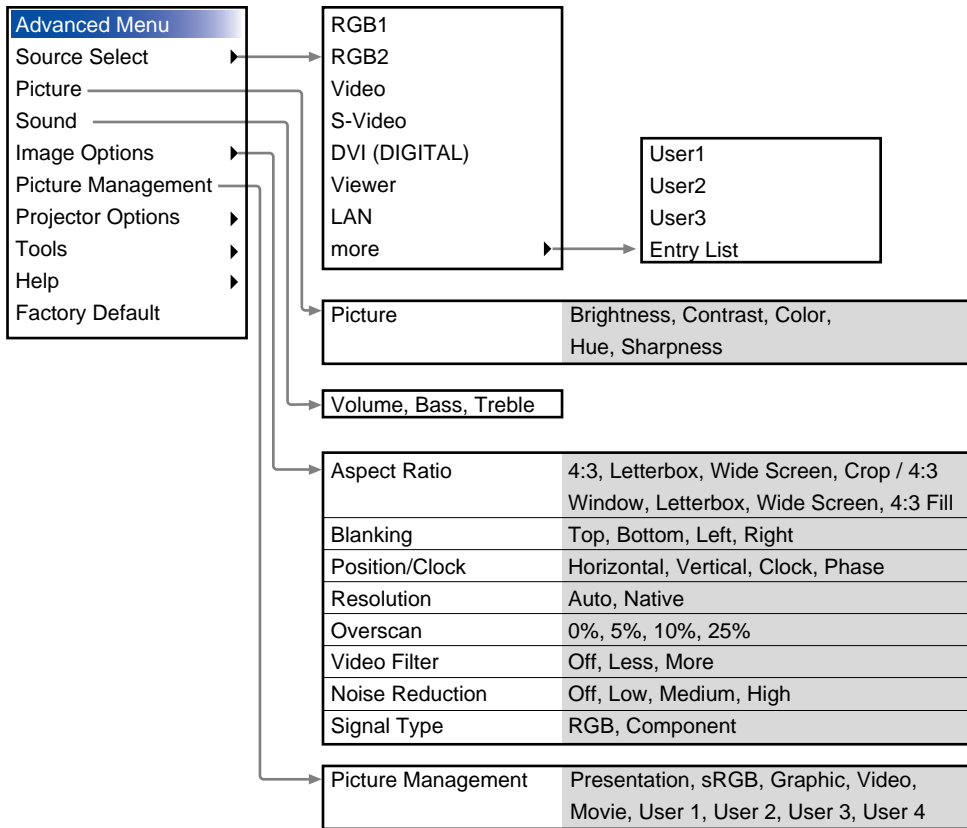 Advanced Menu
Source Select
Picture
Sound
Image Options
Picture Management
Projector Options
Tools
Help
Factory Default
RGB1
RGB2
Video
S-Video
DVI (DIGITAL)
Viewer
LAN
more
User1
User2
User3
Entry List
Picture
Brightness, Contrast, Color,
Hue, Sharpness
Volume, Bass, Treble
Aspect Ratio
4:3, Letterbox, Wide Screen, Crop / 4:3
Window, Letterbox, Wide Screen, 4:3 Fill
Blanking
Top, Bottom, Left, Right
Position/Clock
Horizontal, Vertical, Clock, Phase
Resolution
Auto, Native
Overscan
0%, 5%, 10%, 25%
Video Filter
Off, Less, More
Noise Reduction
Off, Low, Medium, High
Signal Type
RGB, Component
Picture Management
Presentation, sRGB, Graphic, Video,
Movie, User 1, User 2, User 3, User 4